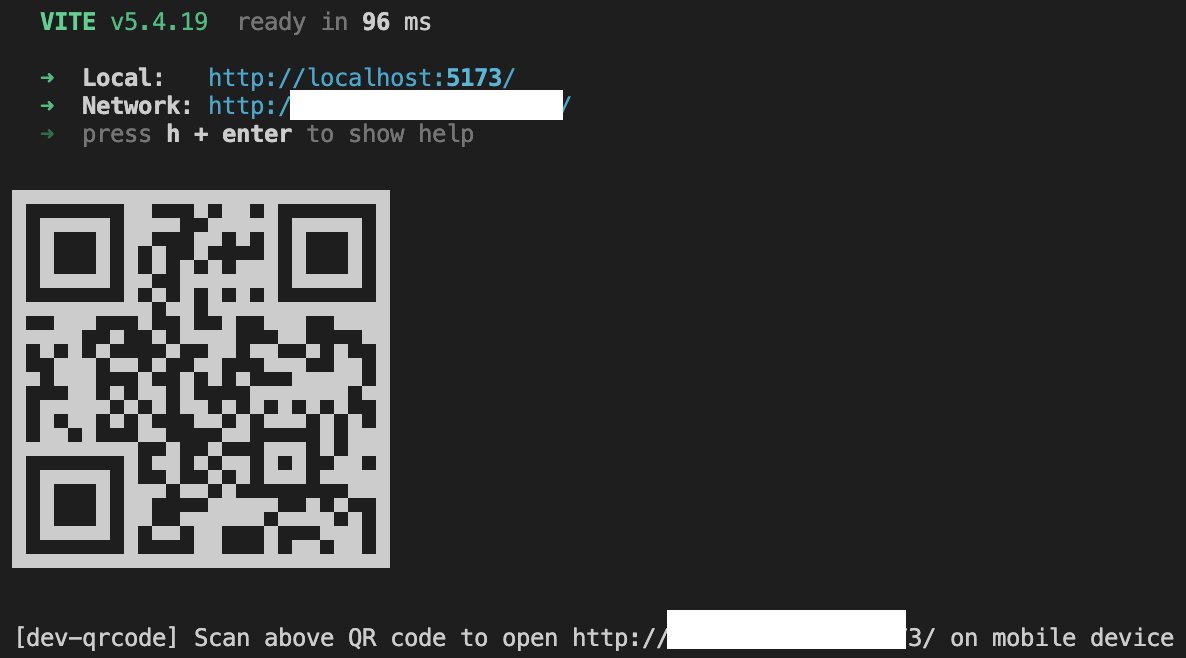 VITE v5.4.19 ready in 96 ms
➜ Local: http://localhost:5173/
➜ Network: http:/ /
➜ press h + enter to show help
[dev-qrcode] Scan above QR code to open http:// 3/ on mobile device